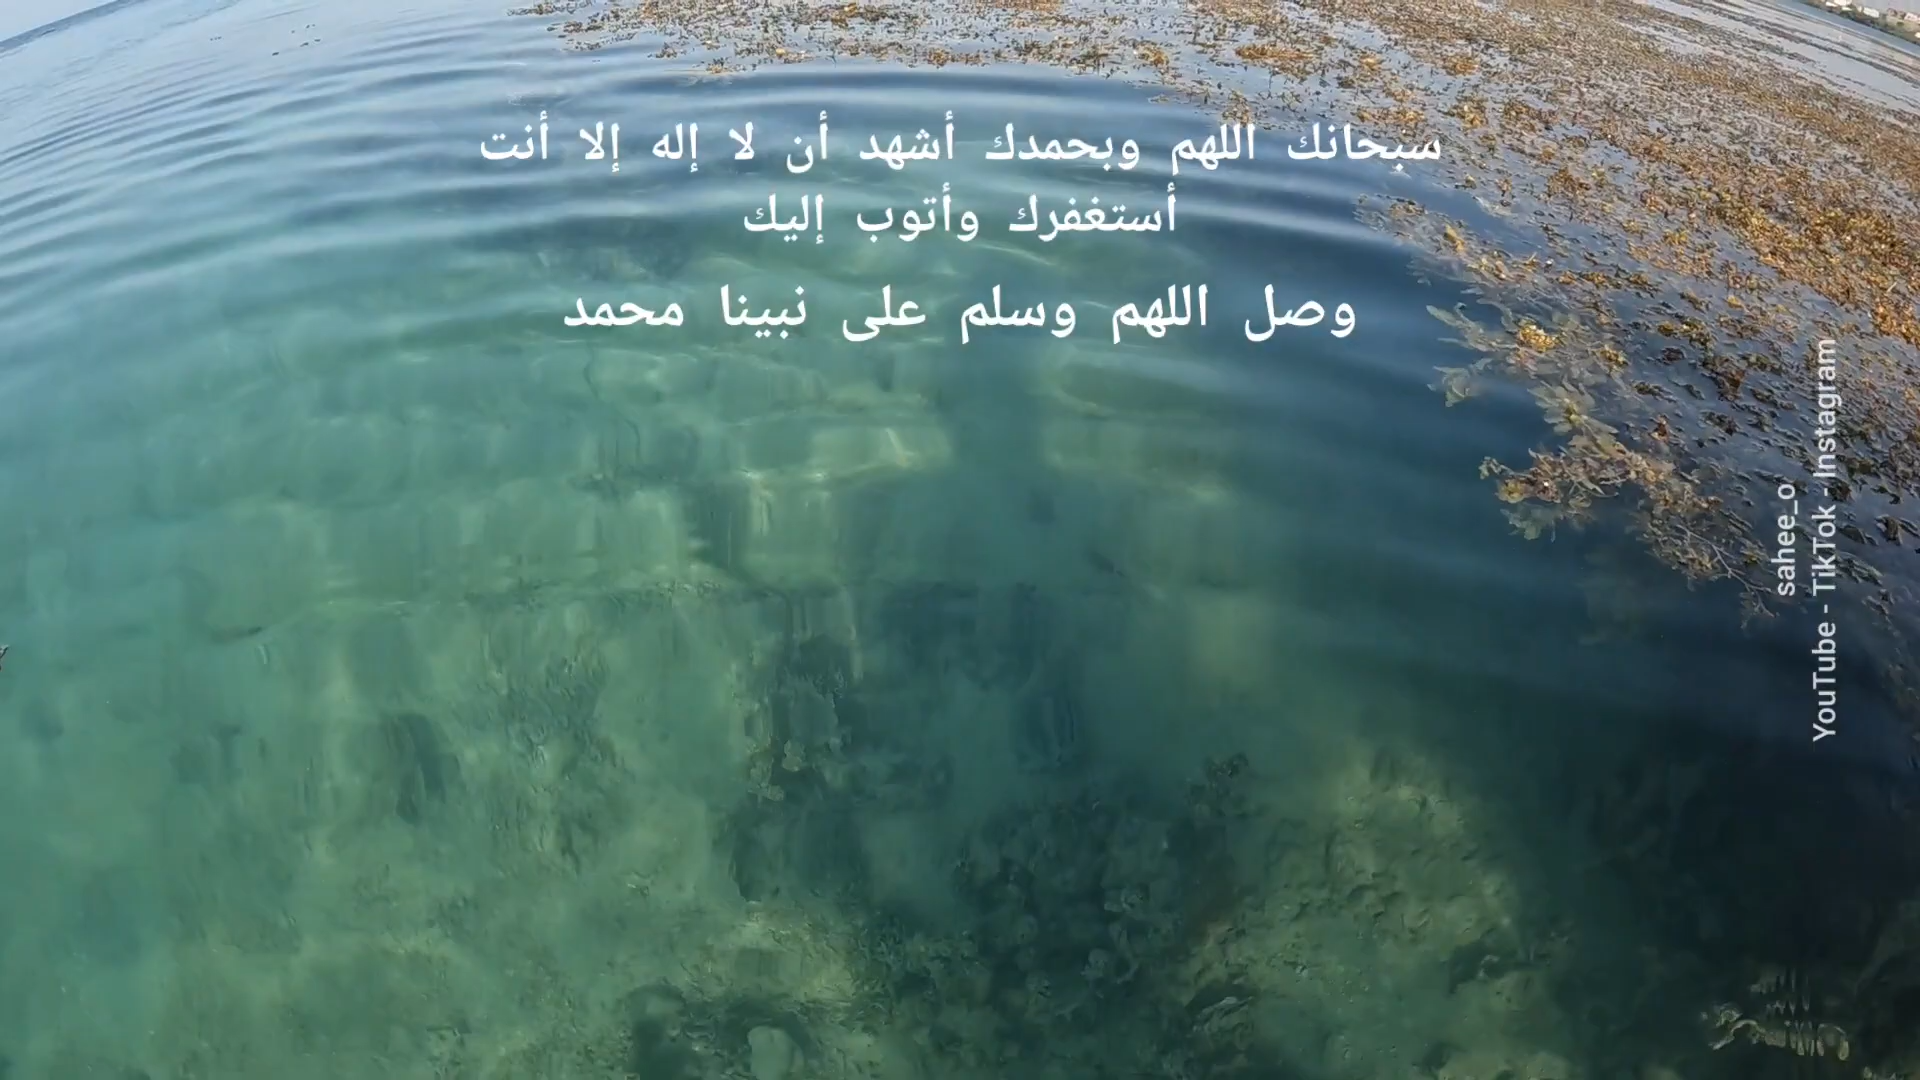 سبحانك اللهم وبحمدك أشهد أن لا إله إلا أنت
أستغفرك وأتوب إليك
وصل اللهم وسلم على نبينا محمد
sahee_o
YouTube - TikTok - Instagram